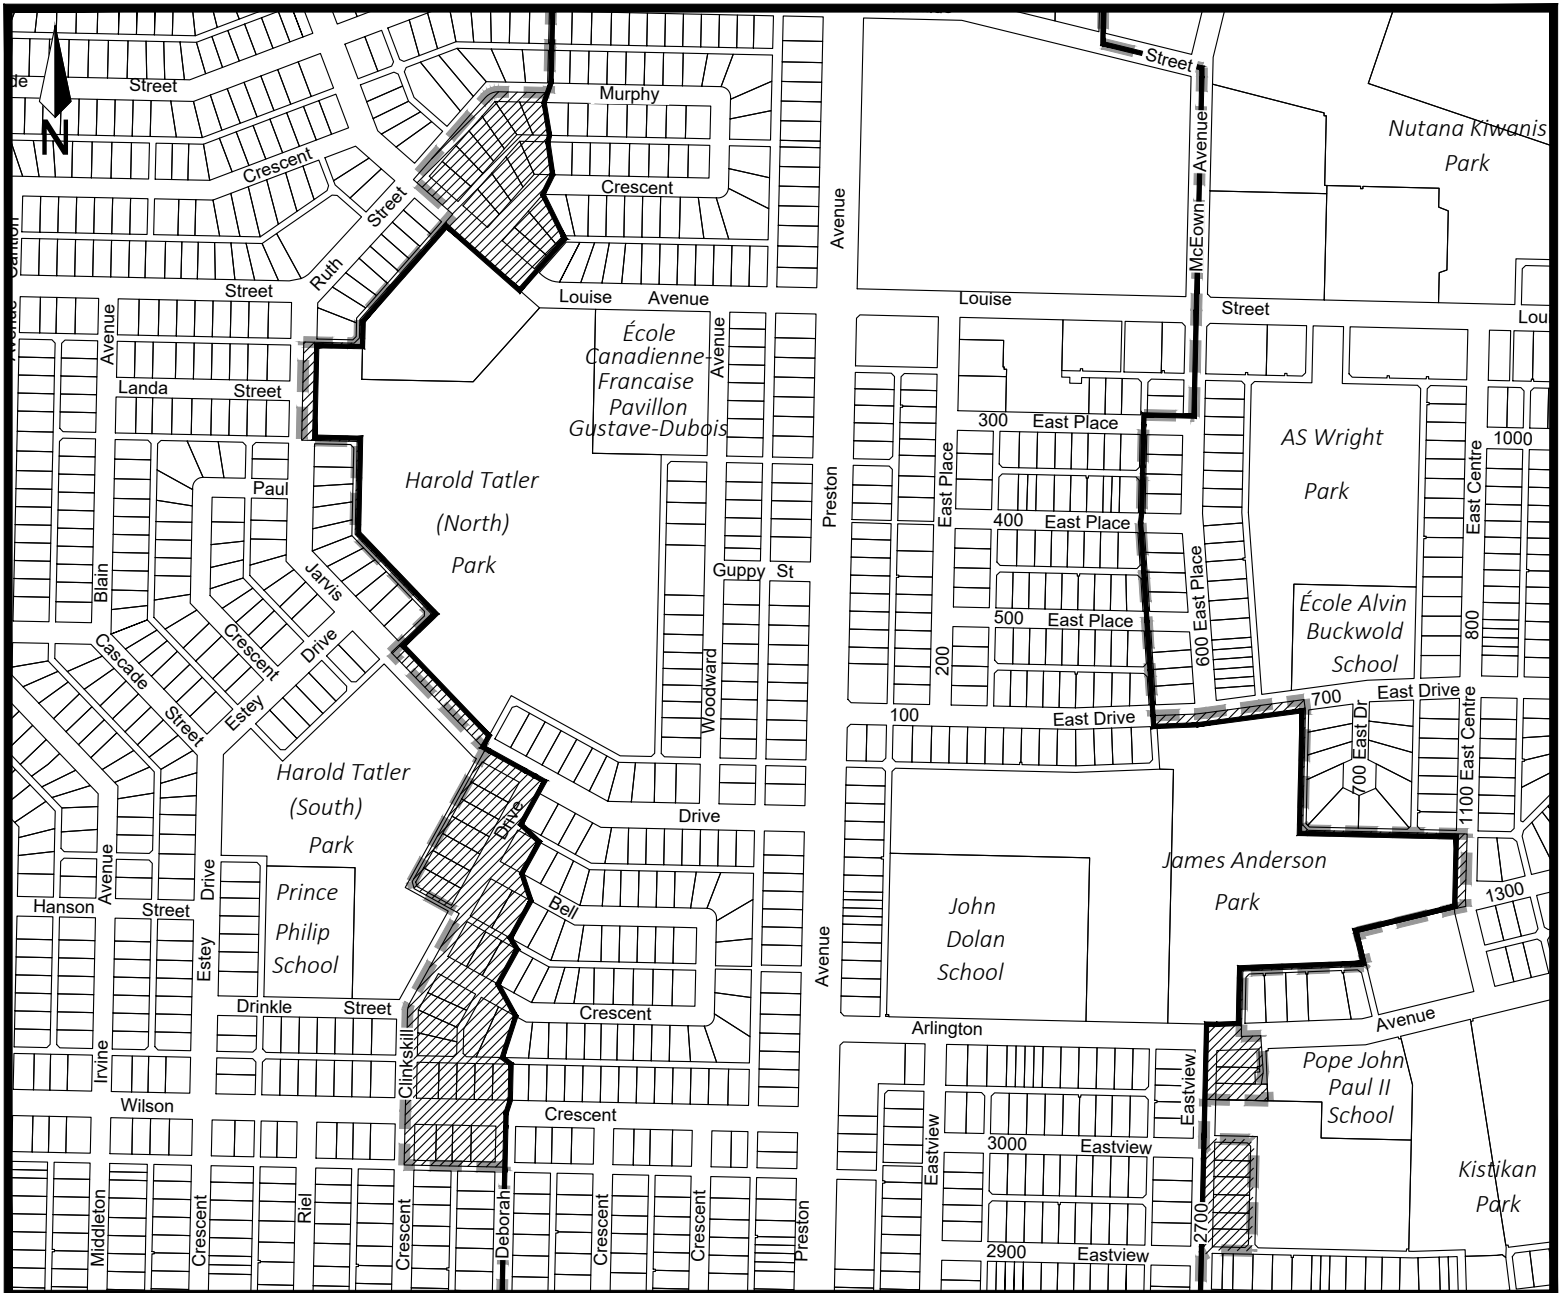 Street
de
Street
Murphy
Avenue
Nutana Kiwanis
Park
N
Crescent
Street
Crescent
Avenue
McEown
Ruth
Street
Louise
Avenue
Louise
Street
Lou
Avenue
Avenue
École
Canadienne-
Francaise
Pavillon
Gustave-Dubois
Avenue
Landa
Street
300
East Place
AS Wright
Park
1000
East Centre
Harold Tatler
(North)
Park
Paul
Preston
East Place
400
East Place
Blain
Jarvis
Guppy St
600 East Place
École Alvin
Buckwold
School
800
500
East Place
Cascade
Street
Crescent
Drive
Estey
Woodward
200
100
East Drive
700
East Drive
700 East Dr
1100 East Centre
Harold Tatler
(South)
Park
Drive
Drive
James Anderson
Park
Avenue
Drive
Prince
Philip
School
Hanson
Street
Estey
Bell
John
Dolan
School
Avenue
1300
Drinkle
Street
Crescent
Arlington
Avenue
Irvine
Clinkskill
Wilson
Crescent
Eastview
Eastview
Pope John
Paul II
School
3000
Eastview
Kistikan
Park
Middleton
Crescent
Riel
Crescent
Deborah
Crescent
Crescent
Preston
2700
2900
Eastview